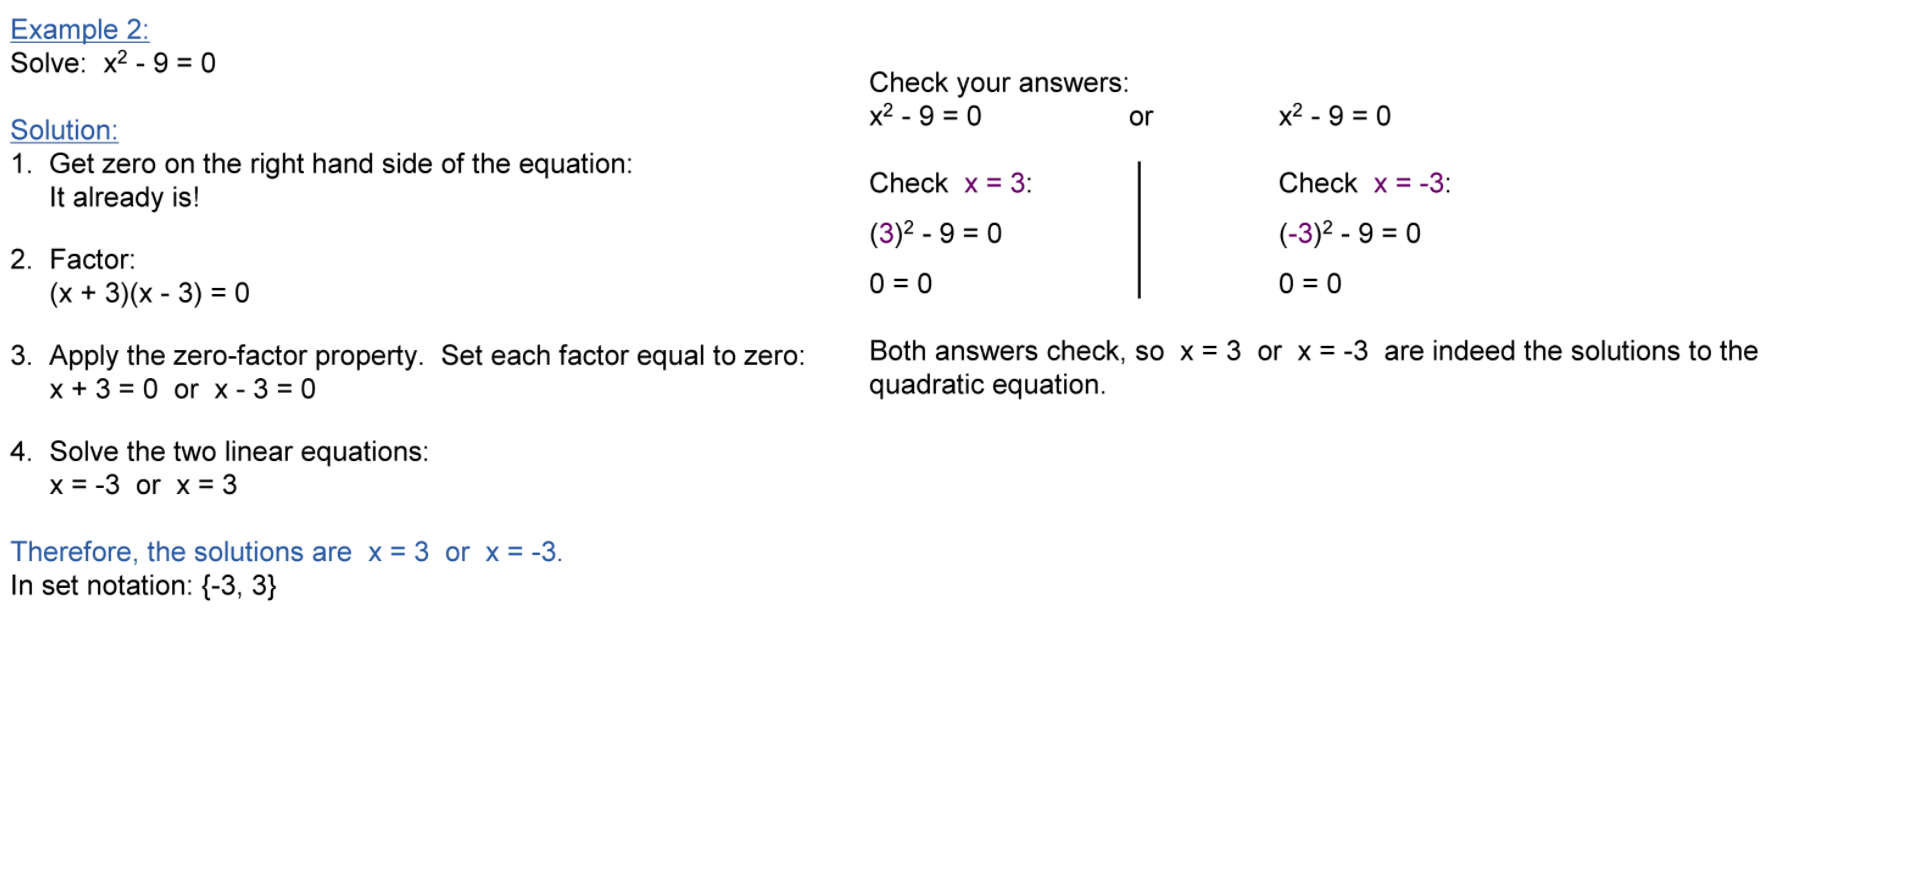 Example 2:
Solve:  x² - 9 = 0
Solution:
1.  Get zero on the right hand side of the equation:
It already is!
2.  Factor:
(x + 3)(x - 3) = 0
3.  Apply the zero-factor property.  Set each factor equal to zero:
x + 3 = 0  or  x - 3 = 0
4.  Solve the two linear equations:
x = -3  or  x = 3
Therefore, the solutions are  x = 3  or  x = -3.
In set notation: {-3, 3}
Check your answers:
x² - 9 = 0 or x² - 9 = 0
Check  x = 3: Check  x = -3:
(3)² - 9 = 0 (-3)² - 9 = 0
0 = 0 0 = 0
Both answers check, so  x = 3  or  x = -3  are indeed the solutions to the
quadratic equation.